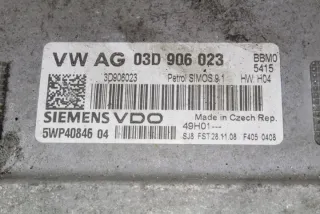 VW AG 03D 906 023
BBM0
5415
3D906023
Petrol SIMOS 9.1
HW: H04
SIEMENS VDO
5WP40846 04
Made in Czech Rep.
49H01---
SJ8 FST 28 11 08 F405 0408